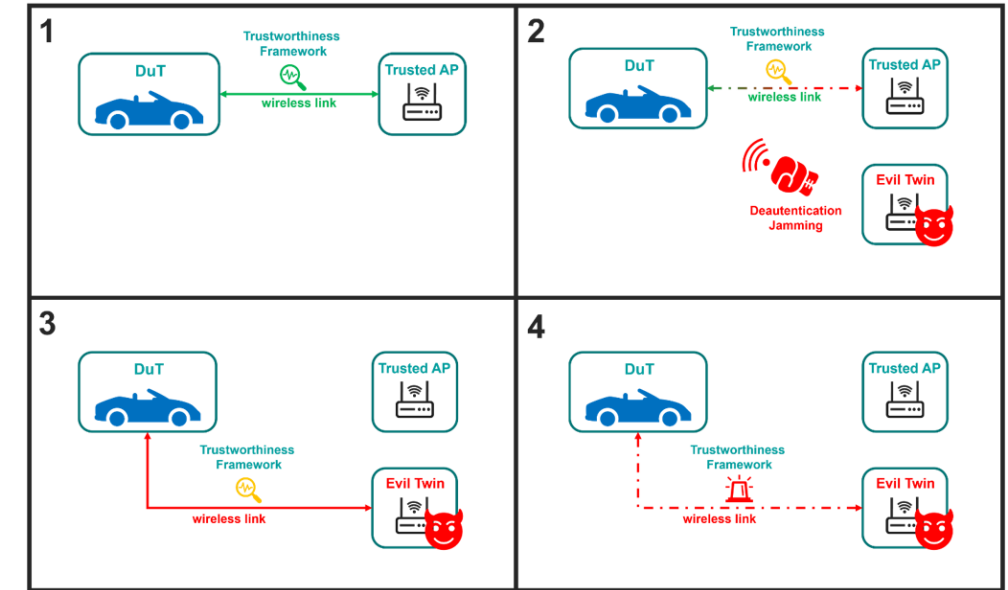 1
Trustworthiness
Framework
DuT
Trusted AP
wireless link
2
Trustworthiness
Framework
DuT
Trusted AP
wireless link
Evil Twin
Deautentication
Jamming
3
DuT
Trusted AP
Trustworthiness
Framework
Evil Twin
wireless link
4
DuT
Trusted AP
Trustworthiness
Framework
Evil Twin
wireless link